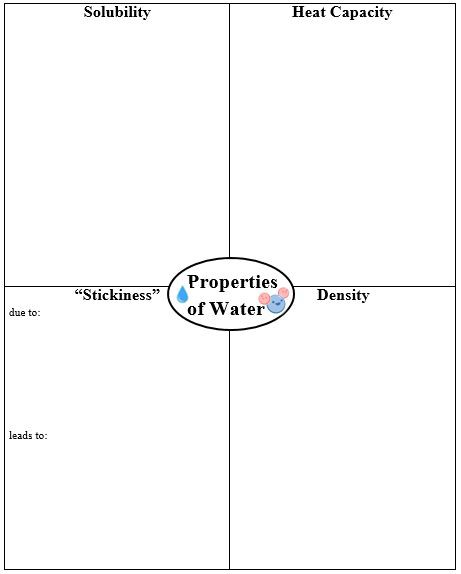 Solubility
Heat Capacity
Properties
of Water
“Stickiness”
Density
due to:
leads to: